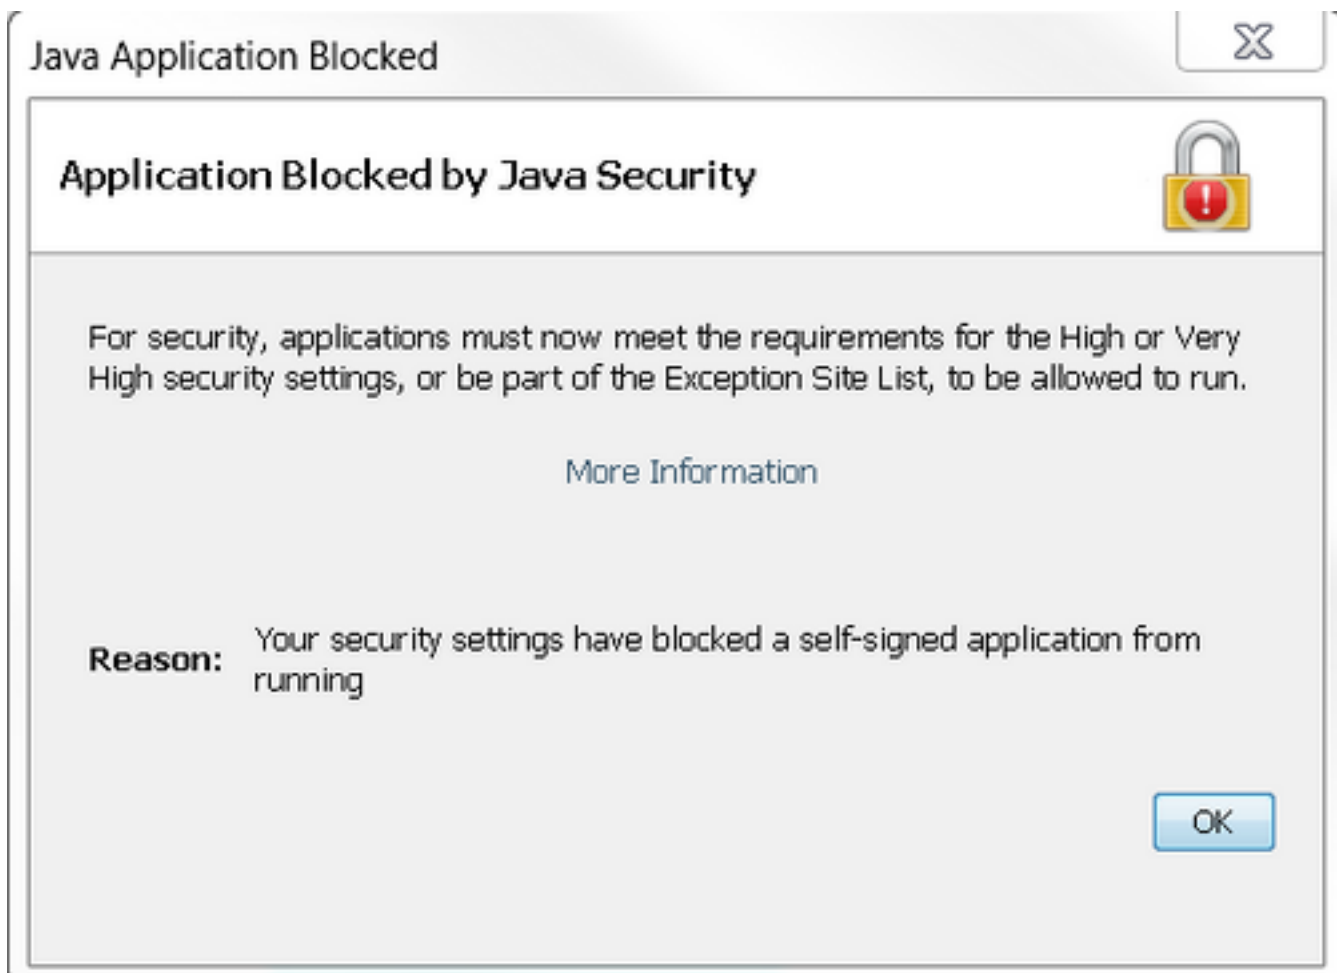 Java Application Blocked
Application Blocked by Java Security
For security, applications must now meet the requirements for the High or Very
High security settings, or be part of the Exception Site List, to be allowed to run.
More Information
Reason: Your security settings have blocked a self-signed application from
running
OK